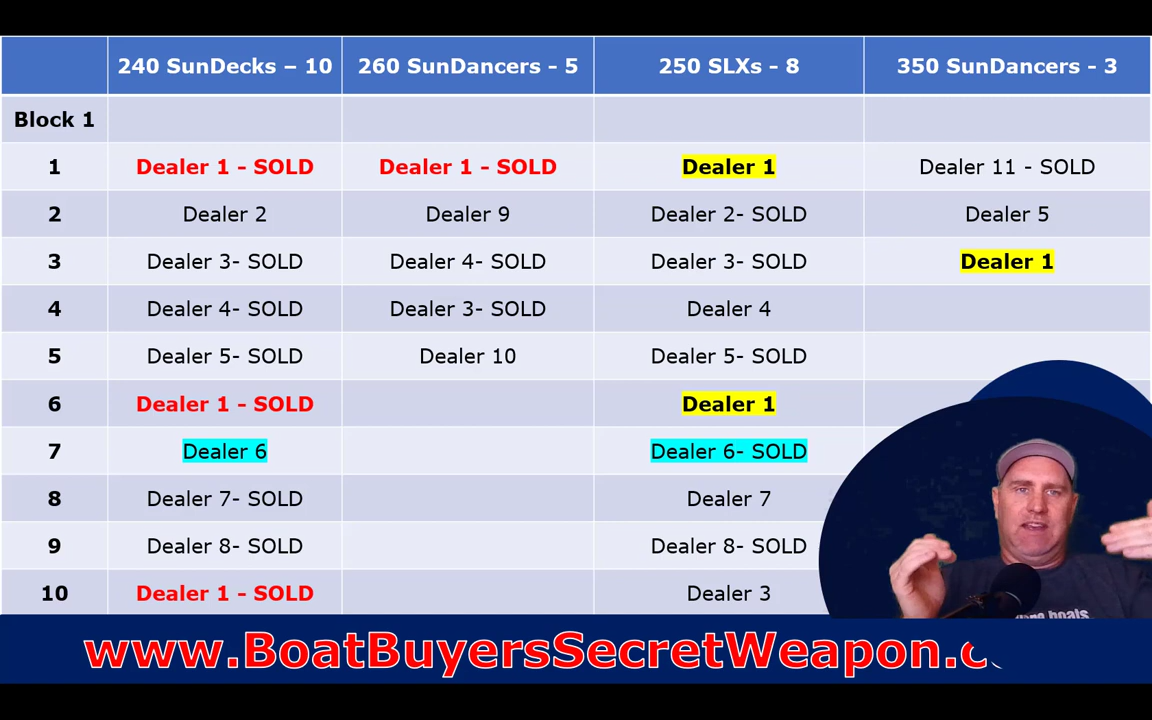 240 SunDecks – 10 260 SunDancers - 5 250 SLXs - 8 350 SunDancers - 3
Block 1
1 Dealer 1 - SOLD Dealer 1 - SOLD Dealer 1 Dealer 11 - SOLD
2 Dealer 2 Dealer 9 Dealer 2- SOLD Dealer 5
3 Dealer 3- SOLD Dealer 4- SOLD Dealer 3- SOLD Dealer 1
4 Dealer 4- SOLD Dealer 3- SOLD Dealer 4
5 Dealer 5- SOLD Dealer 10 Dealer 5- SOLD
6 Dealer 1 - SOLD Dealer 1
7 Dealer 6 Dealer 6- SOLD
8 Dealer 7- SOLD Dealer 7
9 Dealer 8- SOLD Dealer 8- SOLD
10 Dealer 1 - SOLD Dealer 3
boats
www.BoatBuyersSecretWeapon.c